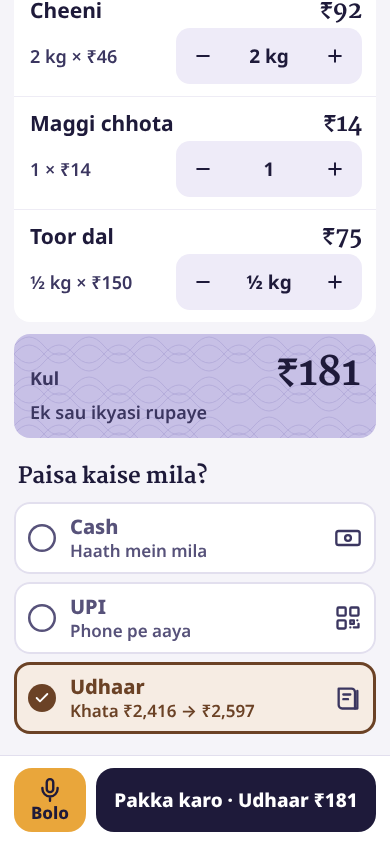 Cheeni ₹92
2 kg × ₹46 − 2 kg +
Maggi chhota ₹14
1 × ₹14 − 1 +
Toor dal ₹75
½ kg × ₹150 − ½ kg +
Kul ₹181
Ek sau ikyasi rupaye
Paisa kaise mila?
Cash
Haath mein mila
UPI
Phone pe aaya
Udhaar
Khata ₹2,416 → ₹2,597
Bolo
Pakka karo · Udhaar ₹181